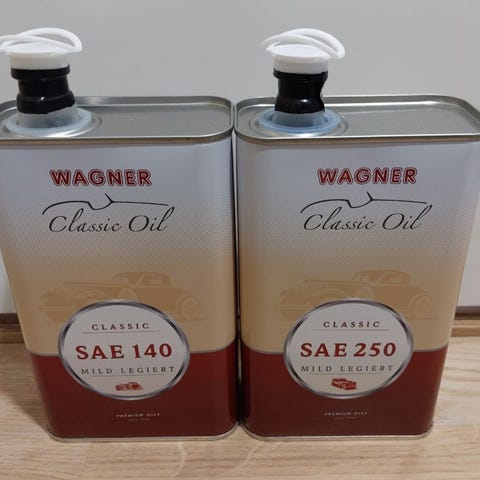 WAGNER
Classic Oil
CLASSIC
SAE 140
MILD LEGIERT
PREMIUM OILS
WAGNER
Classic Oil
CLASSIC
SAE 250
MILD LEGIERT
PREMIUM OILS